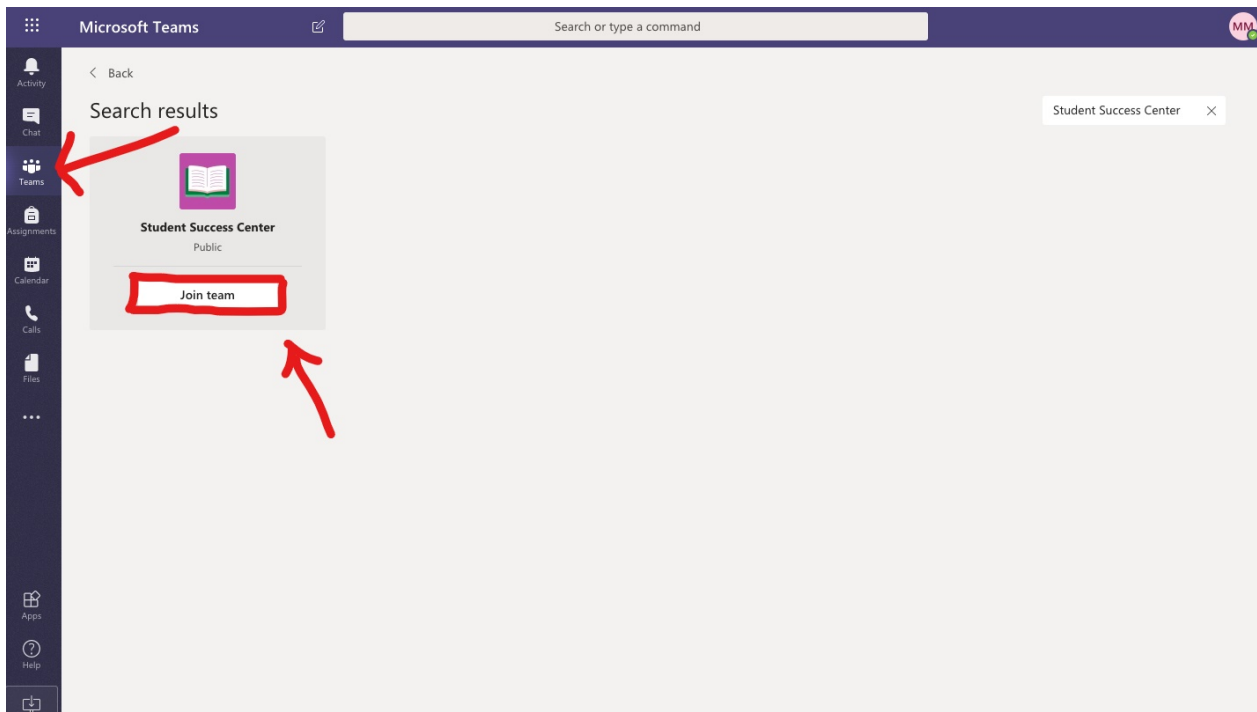 Microsoft Teams
Search or type a command
MM
Activity
Chat
Teams
Assignments
Calendar
Calls
Files
Apps
Help
Back
Search results
Student Success Center
Student Success Center
Public
Join team